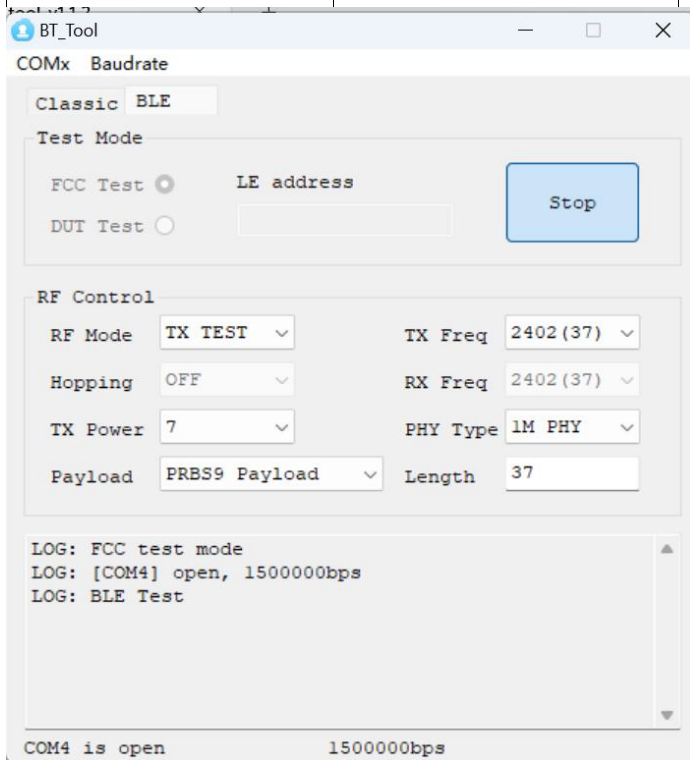 BT_Tool
COMx Baudrate
Classic BLE
Test Mode
FCC Test LE address
Stop
DUT Test
RF Control
RF Mode TX TEST TX Freq 2402(37)
Hopping OFF RX Freq 2402(37)
TX Power 7 PHY Type 1M PHY
Payload PRBS9 Payload Length 37
LOG: FCC test mode
LOG: [COM4] open, 1500000bps
LOG: BLE Test
COM4 is open 1500000bps